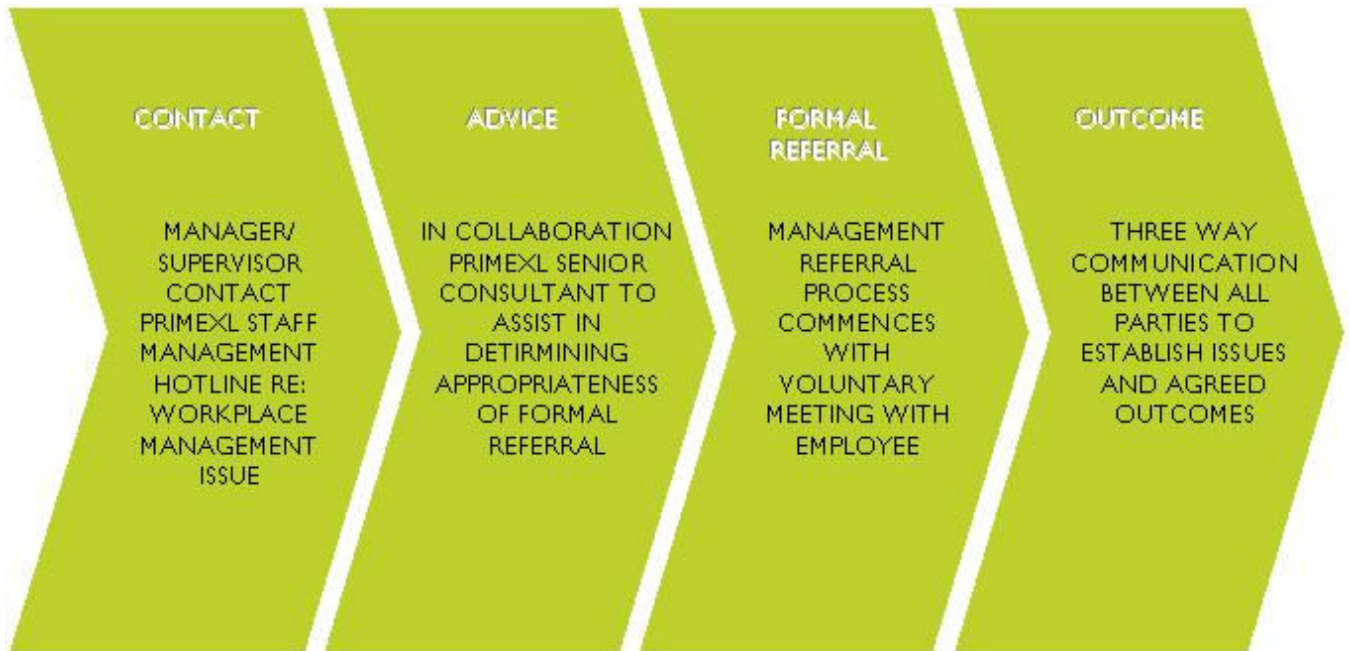 CONTACT
MANAGER/
SUPERVISOR
CONTACT
PRIMEXL STAFF
MANAGEMENT
HOTLINE RE:
WORKPLACE
MANAGEMENT
ISSUE
ADVICE
IN COLLABORATION
PRIMEXL SENIOR
CONSULTANT TO
ASSIST IN
DETIRMINING
APPROPRIATENESS
OF FORMAL
REFERRAL
FORMAL
REFERRAL
MANAGEMENT
REFERRAL
PROCESS
COMMENCES
WITH
VOLUNTARY
MEETING WITH
EMPLOYEE
OUTCOME
THREE WAY
COMMUNICATION
BETWEEN ALL
PARTIES TO
ESTABLISH ISSUES
AND AGREED
OUTCOMES